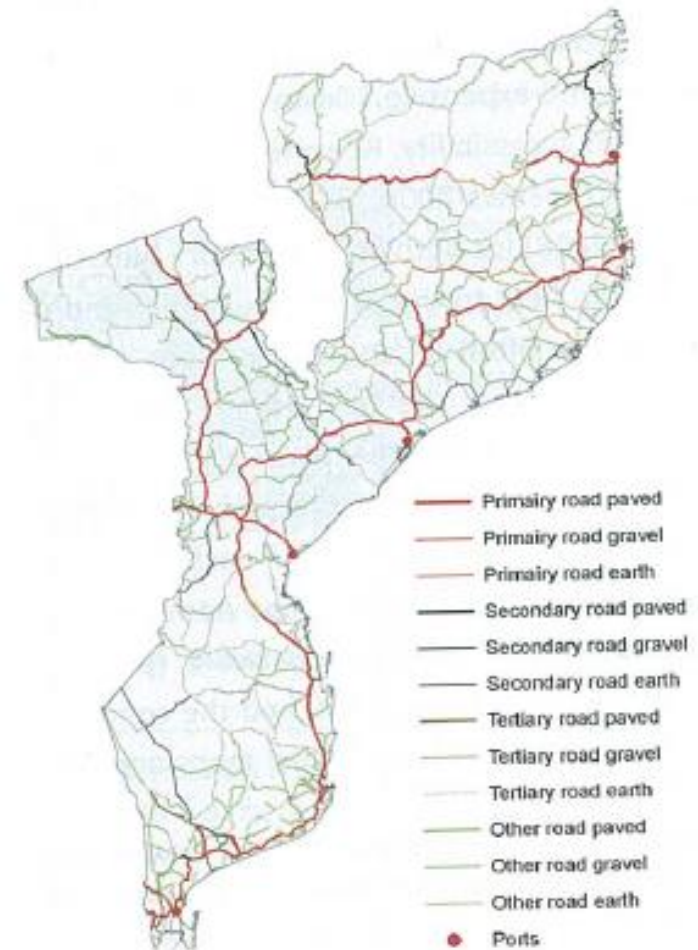 Primairy road paved
Primairy road gravel
Primairy road earth
Secondary road paved
Secondary road gravel
Secondary road earth
Tertiary road paved
Tertiary road gravel
Tertiary road earth
Other road paved
Other road gravel
Other road earth
Ports